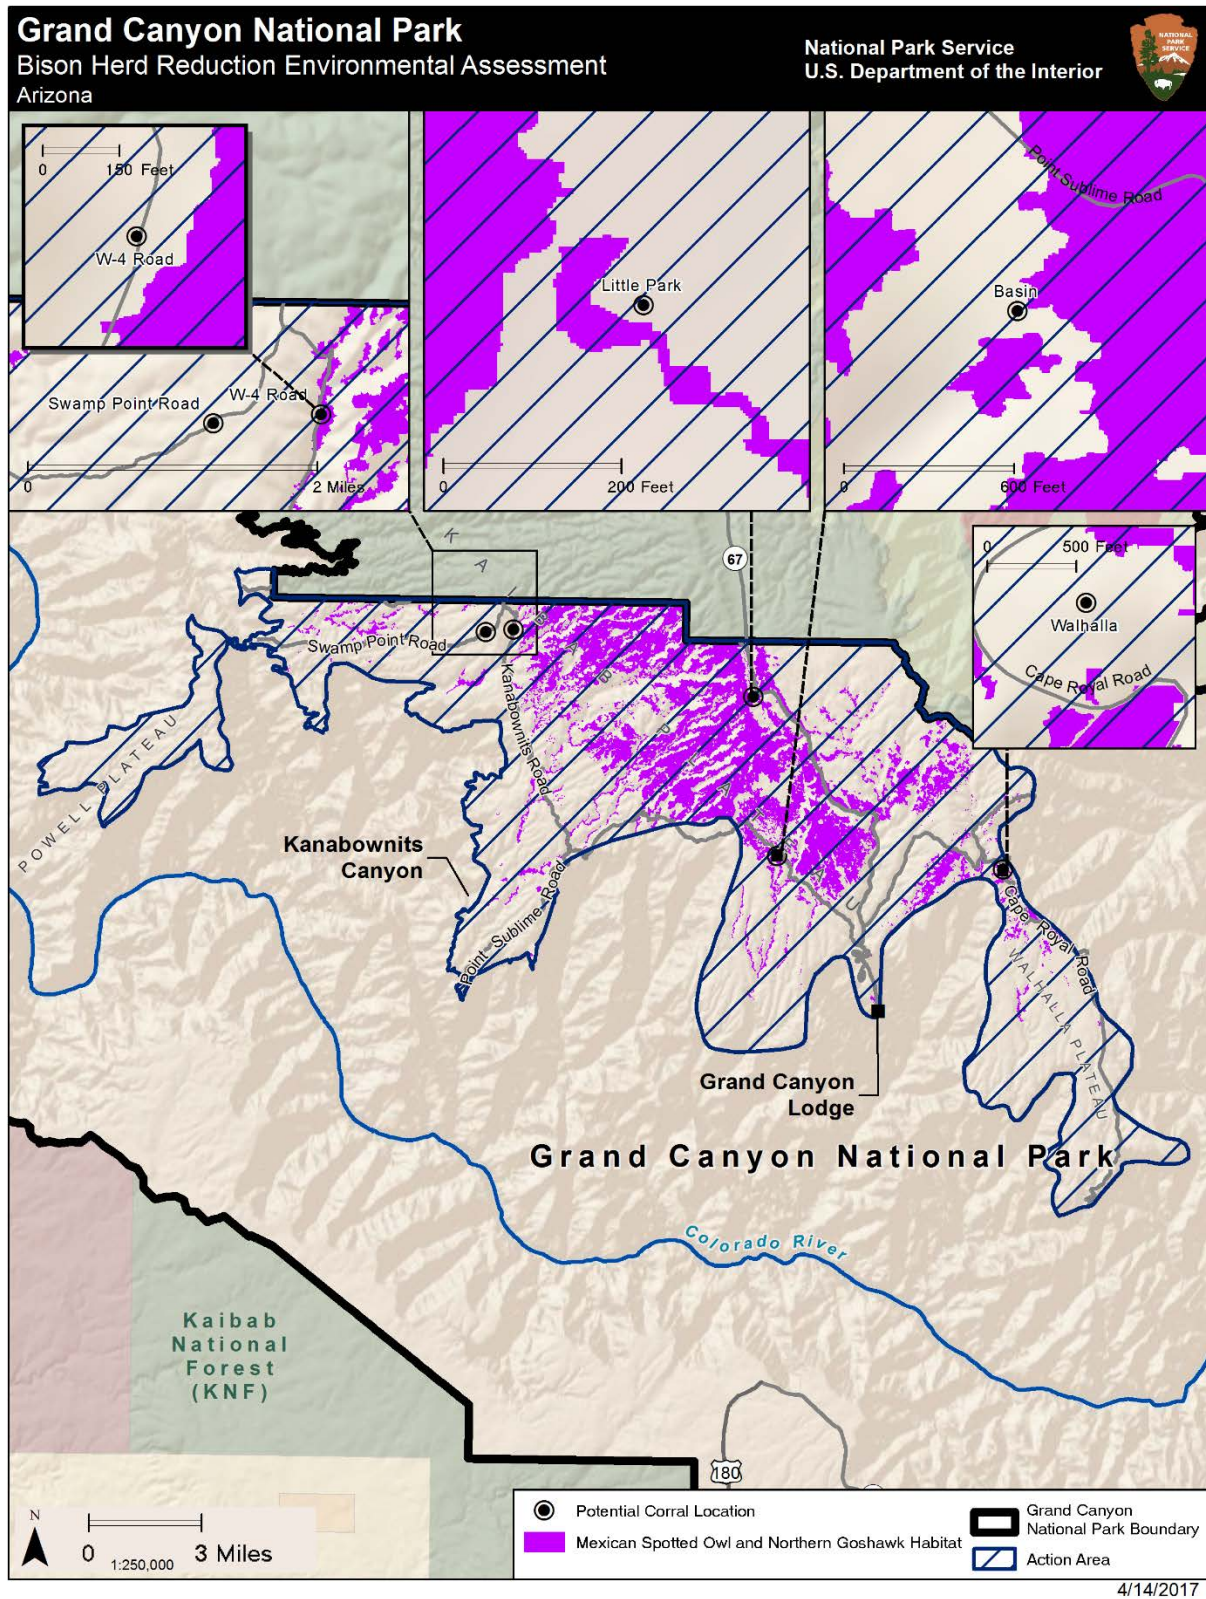 Grand Canyon National Park
Bison Herd Reduction Environmental Assessment
Arizona
National Park Service
U.S. Department of the Interior
NATIONAL
PARK
SERVICE
0 150 Feet
W-4 Road
Swamp Point Road
W-4 Road
0 2 Miles
Little Park
0 200 Feet
Point Sublime Road
Basin
0 600 Feet
0 500 Feet
Walhalla
Cape Royal Road
67
KAIBAB PLATEAU
Swamp Point Road
Kanabownits Road
POWELL PLATEAU
Kanabownits
Canyon
Point Sublime Road
Cape Royal Road
WALHALLA PLATEAU
Grand Canyon
Lodge
Grand Canyon National Park
Colorado River
Kaibab
National
Forest
(KNF)
180
N
0 1:250,000 3 Miles
Potential Corral Location
Mexican Spotted Owl and Northern Goshawk Habitat
Grand Canyon
National Park Boundary
Action Area
4/14/2017